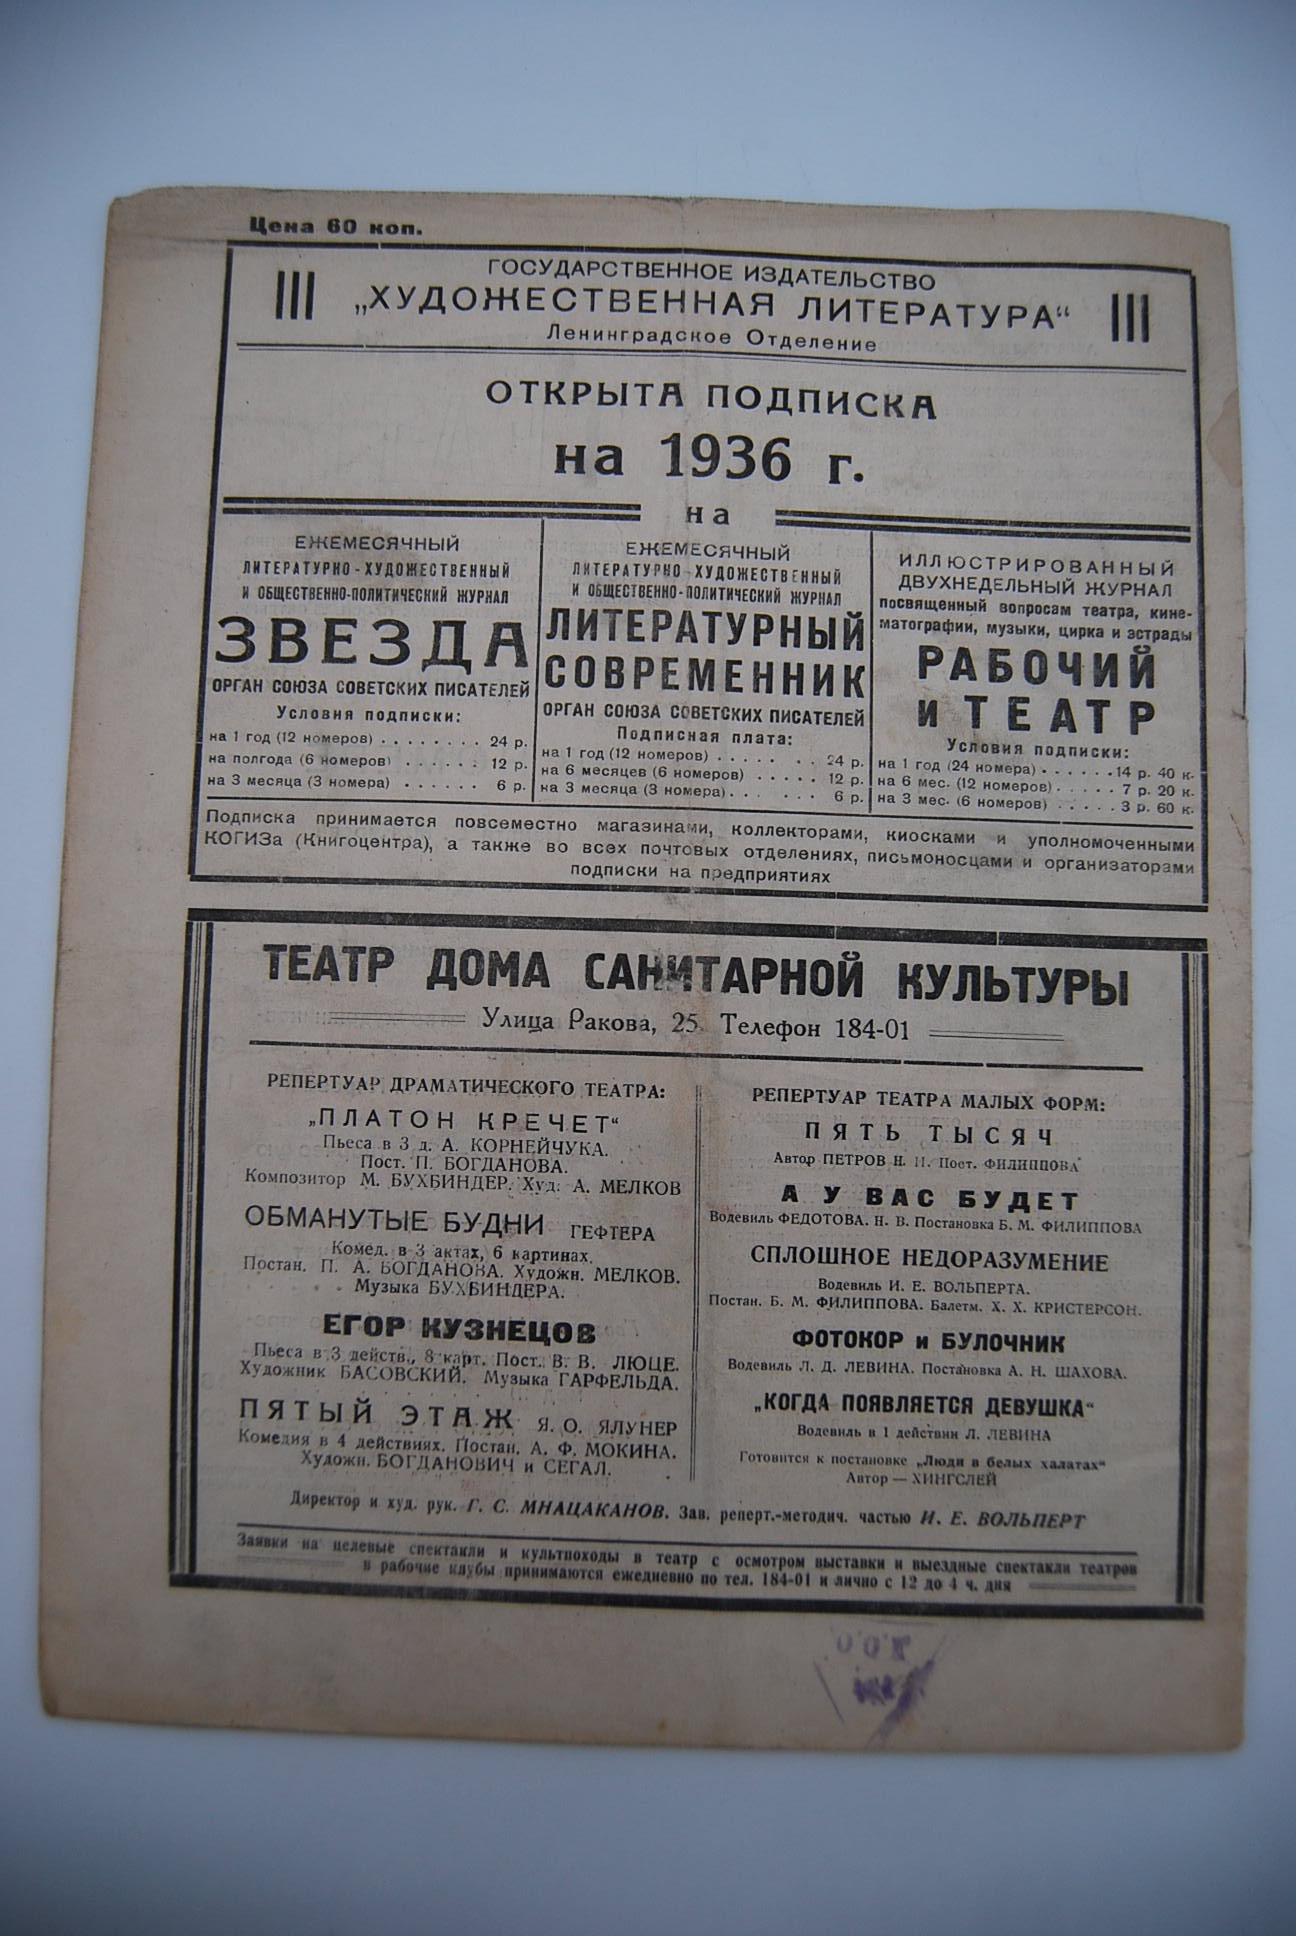 Цена 60 коп.
ГОСУДАРСТВЕННОЕ ИЗДАТЕЛЬСТВО
„ХУДОЖЕСТВЕННАЯ ЛИТЕРАТУРА“
Ленинградское Отделение
ОТКРЫТА ПОДПИСКА
на 1936 г.
на
ЕЖЕМЕСЯЧНЫЙ
ЛИТЕРАТУРНО-ХУДОЖЕСТВЕННЫЙ
И ОБЩЕСТВЕННО-ПОЛИТИЧЕСКИЙ ЖУРНАЛ
ЗВЕЗДА
ОРГАН СОЮЗА СОВЕТСКИХ ПИСАТЕЛЕЙ
Условия подписки:
на 1 год (12 номеров) . . . . . . . . 24 р.
на полгода (6 номеров) . . . . . . 12 р.
на 3 месяца (3 номера) . . . . . . 6 р.
ЕЖЕМЕСЯЧНЫЙ
ЛИТЕРАТУРНО-ХУДОЖЕСТВЕННЫЙ
И ОБЩЕСТВЕННО-ПОЛИТИЧЕСКИЙ ЖУРНАЛ
ЛИТЕРАТУРНЫЙ
СОВРЕМЕННИК
ОРГАН СОЮЗА СОВЕТСКИХ ПИСАТЕЛЕЙ
Подписная плата:
на 1 год (12 номеров) . . . . . . . 24 р.
на 6 месяцев (6 номеров) . . . . . 12 р.
на 3 месяца (3 номера) . . . . . . 6 р.
ИЛЛЮСТРИРОВАННЫЙ
ДВУХНЕДЕЛЬНЫЙ ЖУРНАЛ
посвященный вопросам театра, кине-
матографии, музыки, цирка и эстрады
РАБОЧИЙ
и ТЕАТР
Условия подписки:
на 1 год (24 номера) . . . . . . 14 р. 40 к.
на 6 мес. (12 номеров) . . . . . 7 р. 20 к.
на 3 мес. (6 номеров) . . . . . 3 р. 60 к.
Подписка принимается повсеместно магазинами, коллекторами, киосками и уполномоченными
КОГИЗа (Книгоцентра), а также во всех почтовых отделениях, письмоносцами и организаторами
подписки на предприятиях
ТЕАТР ДОМА САНИТАРНОЙ КУЛЬТУРЫ
Улица Ракова, 25. Телефон 184-01
РЕПЕРТУАР ДРАМАТИЧЕСКОГО ТЕАТРА:
„ПЛАТОН КРЕЧЕТ“
Пьеса в 3 д. А. КОРНЕЙЧУКА.
Пост. П. БОГДАНОВА.
Композитор М. БУХБИНДЕР. Худ. А. МЕЛКОВ
ОБМАНУТЫЕ БУДНИ ГЕФТЕРА
Комед. в 3 актах, 6 картинах.
Постан. П. А. БОГДАНОВА. Художн. МЕЛКОВ.
Музыка БУХБИНДЕРА.
ЕГОР КУЗНЕЦОВ
Пьеса в 3 действ., 8 карт. Пост. В. В. ЛЮЦЕ.
Художник БАСОВСКИЙ. Музыка ГАРФЕЛЬДА.
ПЯТЫЙ ЭТАЖ Я. О. ЯЛУНЕР
Комедия в 4 действиях. Постан. А. Ф. МОКИНА.
Художн. БОГДАНОВИЧ и СЕГАЛ.
РЕПЕРТУАР ТЕАТРА МАЛЫХ ФОРМ:
ПЯТЬ ТЫСЯЧ
Автор ПЕТРОВ Н. И. Пост. ФИЛИППОВА
А У ВАС БУДЕТ
Водевиль ФЕДОТОВА. Н. В. Постановка Б. М. ФИЛИППОВА
СПЛОШНОЕ НЕДОРАЗУМЕНИЕ
Водевиль И. Е. ВОЛЬПЕРТА.
Постан. Б. М. ФИЛИППОВА. Балетм. Х. Х. КРИСТЕРСОН.
ФОТОКОР и БУЛОЧНИК
Водевиль Л. Д. ЛЕВИНА. Постановка А. Н. ШАХОВА.
„КОГДА ПОЯВЛЯЕТСЯ ДЕВУШКА“
Водевиль в 1 действии Л. ЛЕВИНА
Готовится к постановке „Люди в белых халатах“
Автор — ХИНГСЛЕЙ
Директор и худ. рук. Г. С. МНАЦАКАНОВ. Зав. реперт.-методич. частью И. Е. ВОЛЬПЕРТ
Заявки на целевые спектакли и культпоходы в театр с осмотром выставки и выездные спектакли театров
в рабочие клубы принимаются ежедневно по тел. 184-01 и лично с 12 до 4 ч. дня